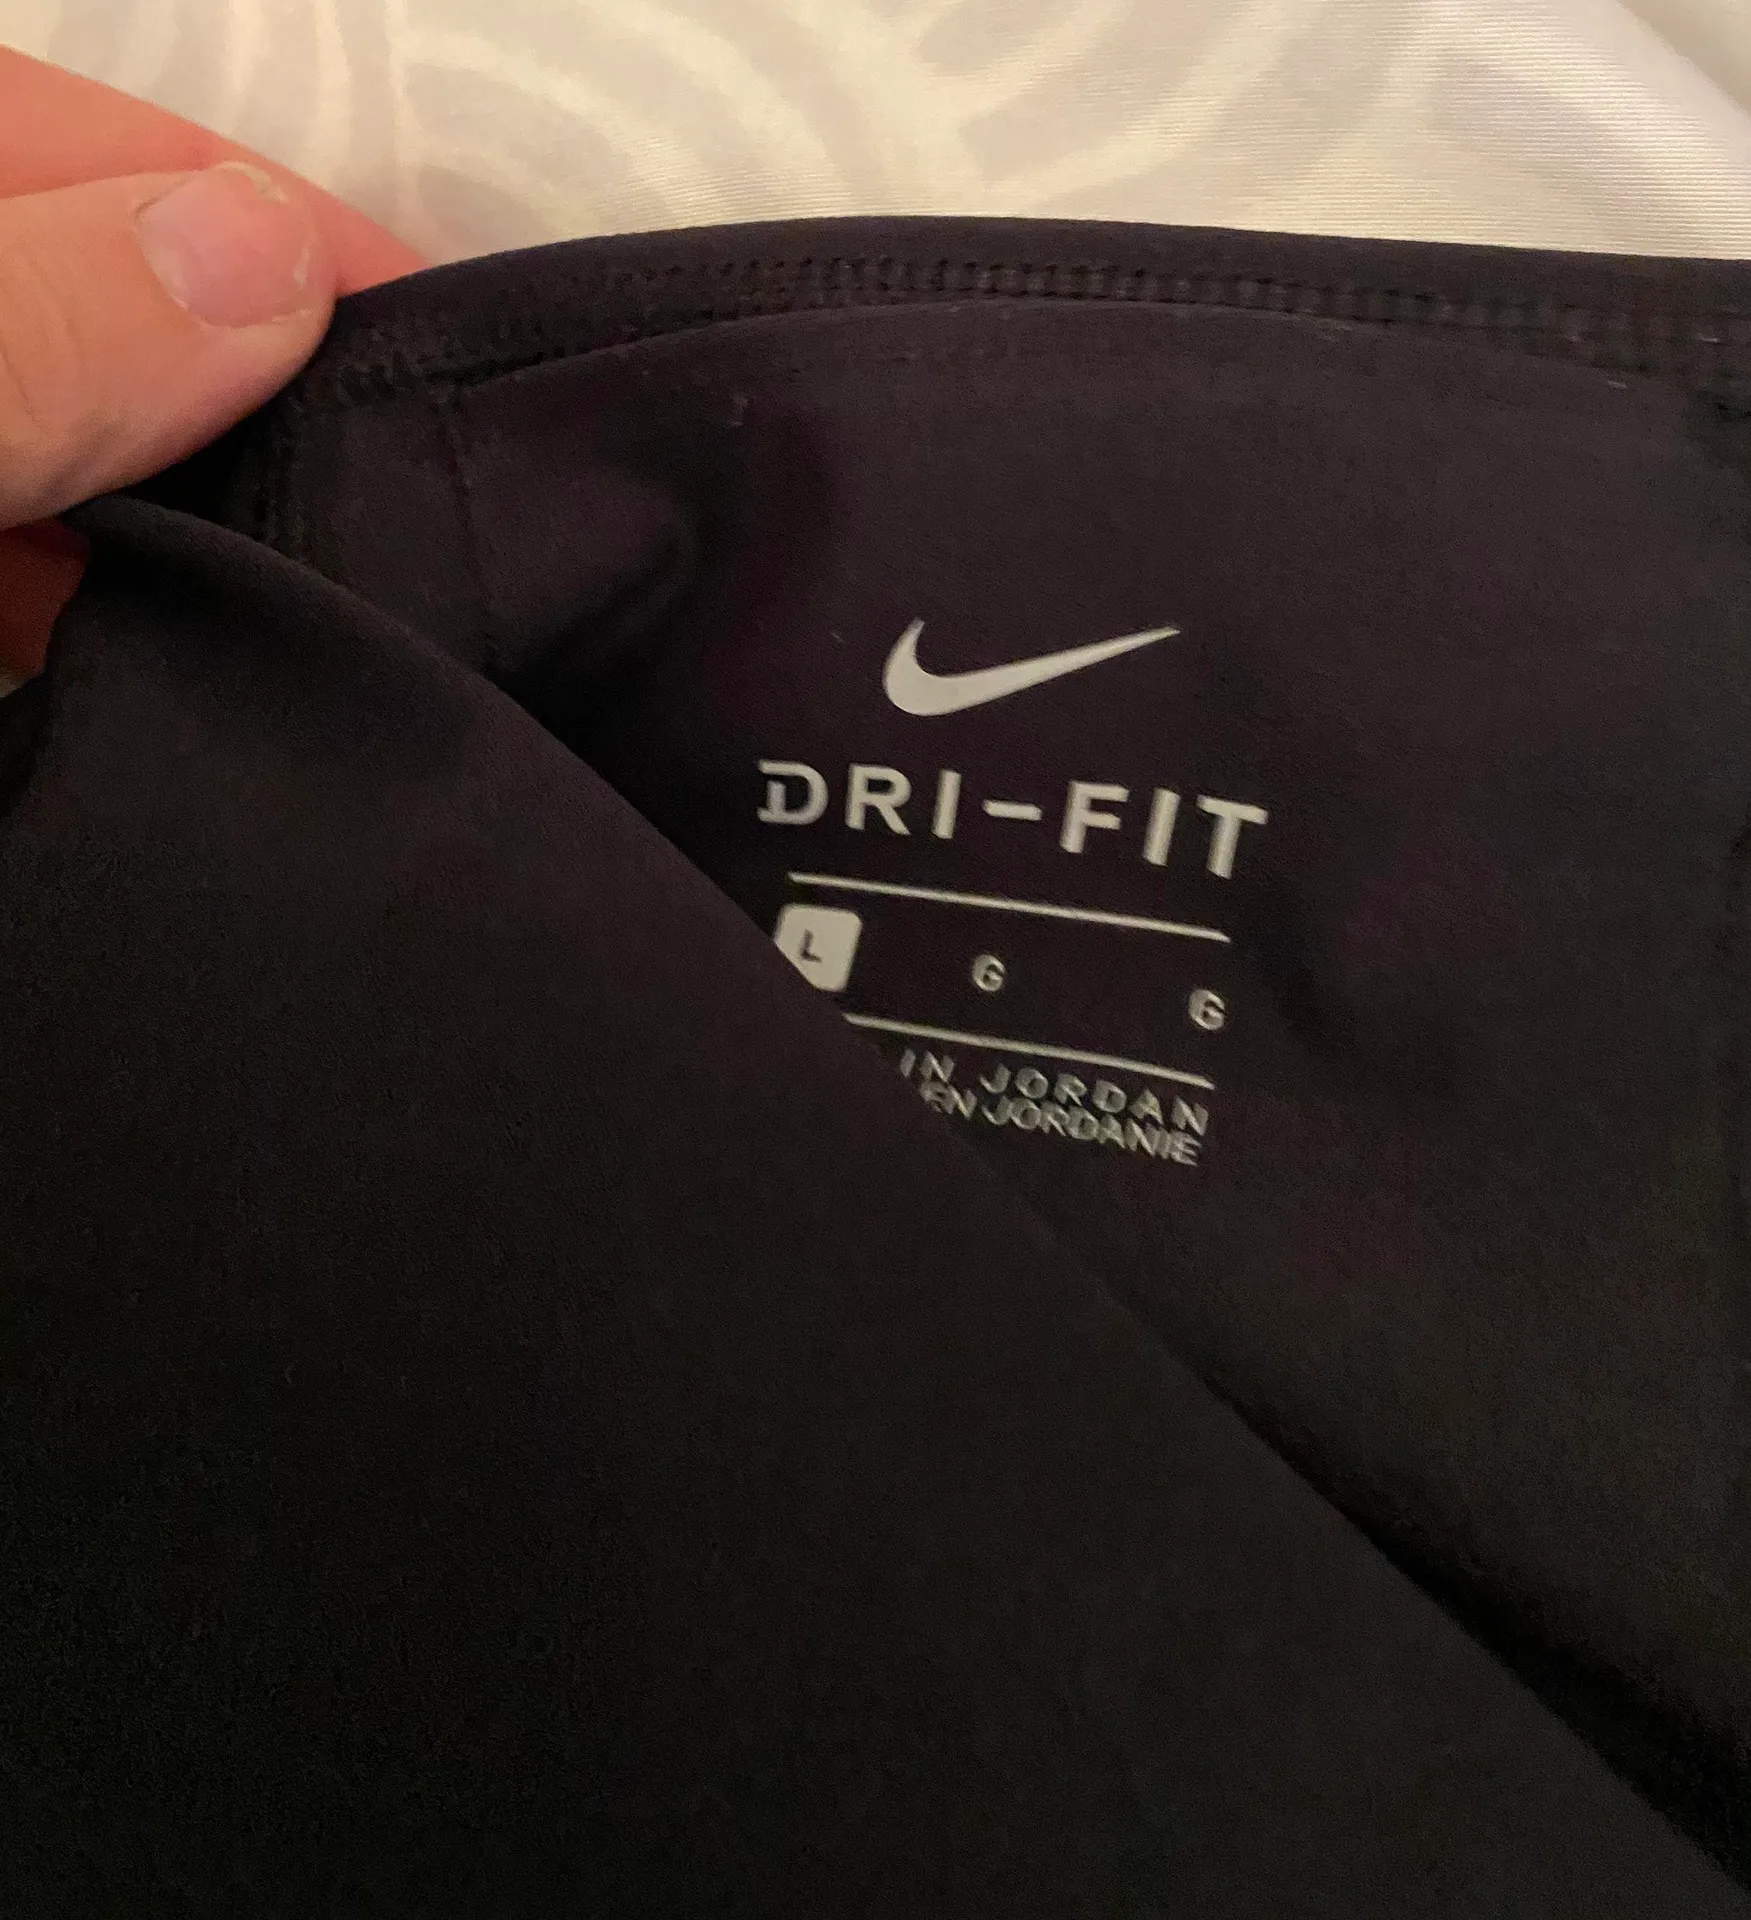 DRI-FIT
L G G
IN JORDAN
EN JORDANIE